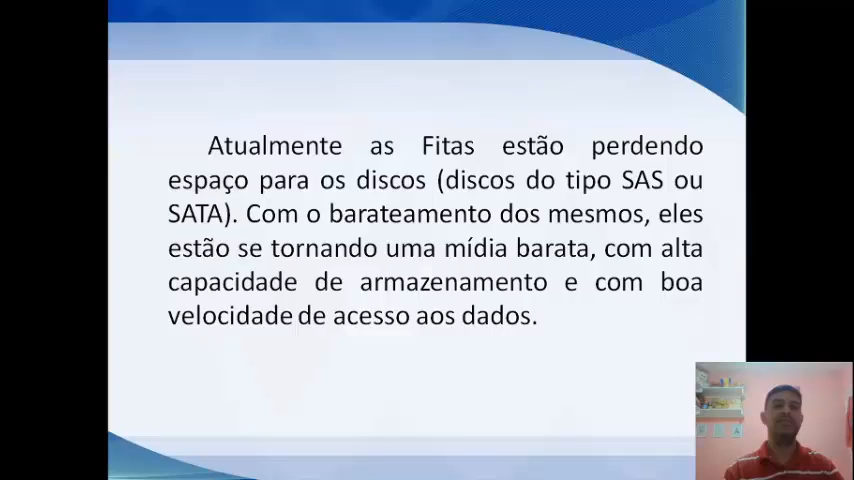 Atualmente as Fitas estão perdendo
espaço para os discos (discos do tipo SAS ou
SATA). Com o barateamento dos mesmos, eles
estão se tornando uma mídia barata, com alta
capacidade de armazenamento e com boa
velocidade de acesso aos dados.